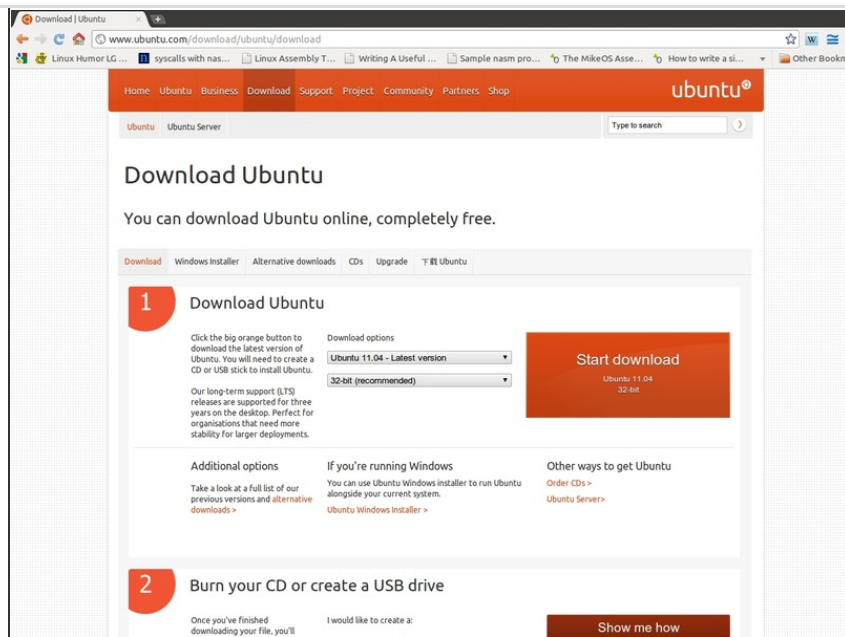 Download | Ubuntu
www.ubuntu.com/download/ubuntu/download
Linux Humor LG ... syscalls with nas... Linux Assembly T... Writing A Useful ... Sample nasm pro... The MikeOS Asse... How to write a si... Other Bookm
Home Ubuntu Business Download Support Project Community Partners Shop ubuntu
Ubuntu Ubuntu Server Type to search
Download Ubuntu
You can download Ubuntu online, completely free.
Download Windows Installer Alternative downloads CDs Upgrade 下载 Ubuntu
1 Download Ubuntu
Click the big orange button to
download the latest version of
Ubuntu. You will need to create a
CD or USB stick to install Ubuntu.
Our long-term support (LTS)
releases are supported for three
years on the desktop. Perfect for
organisations that need more
stability for larger deployments.
Download options
Ubuntu 11.04 - Latest version
32-bit (recommended)
Start download
Ubuntu 11.04
32-bit
Additional options
Take a look at a full list of our
previous versions and alternative
downloads >
If you're running Windows
You can use Ubuntu Windows installer to run Ubuntu
alongside your current system.
Ubuntu Windows Installer >
Other ways to get Ubuntu
Order CDs >
Ubuntu Server>
2 Burn your CD or create a USB drive
Once you've finished
downloading your file, you'll
I would like to create a:
Show me how